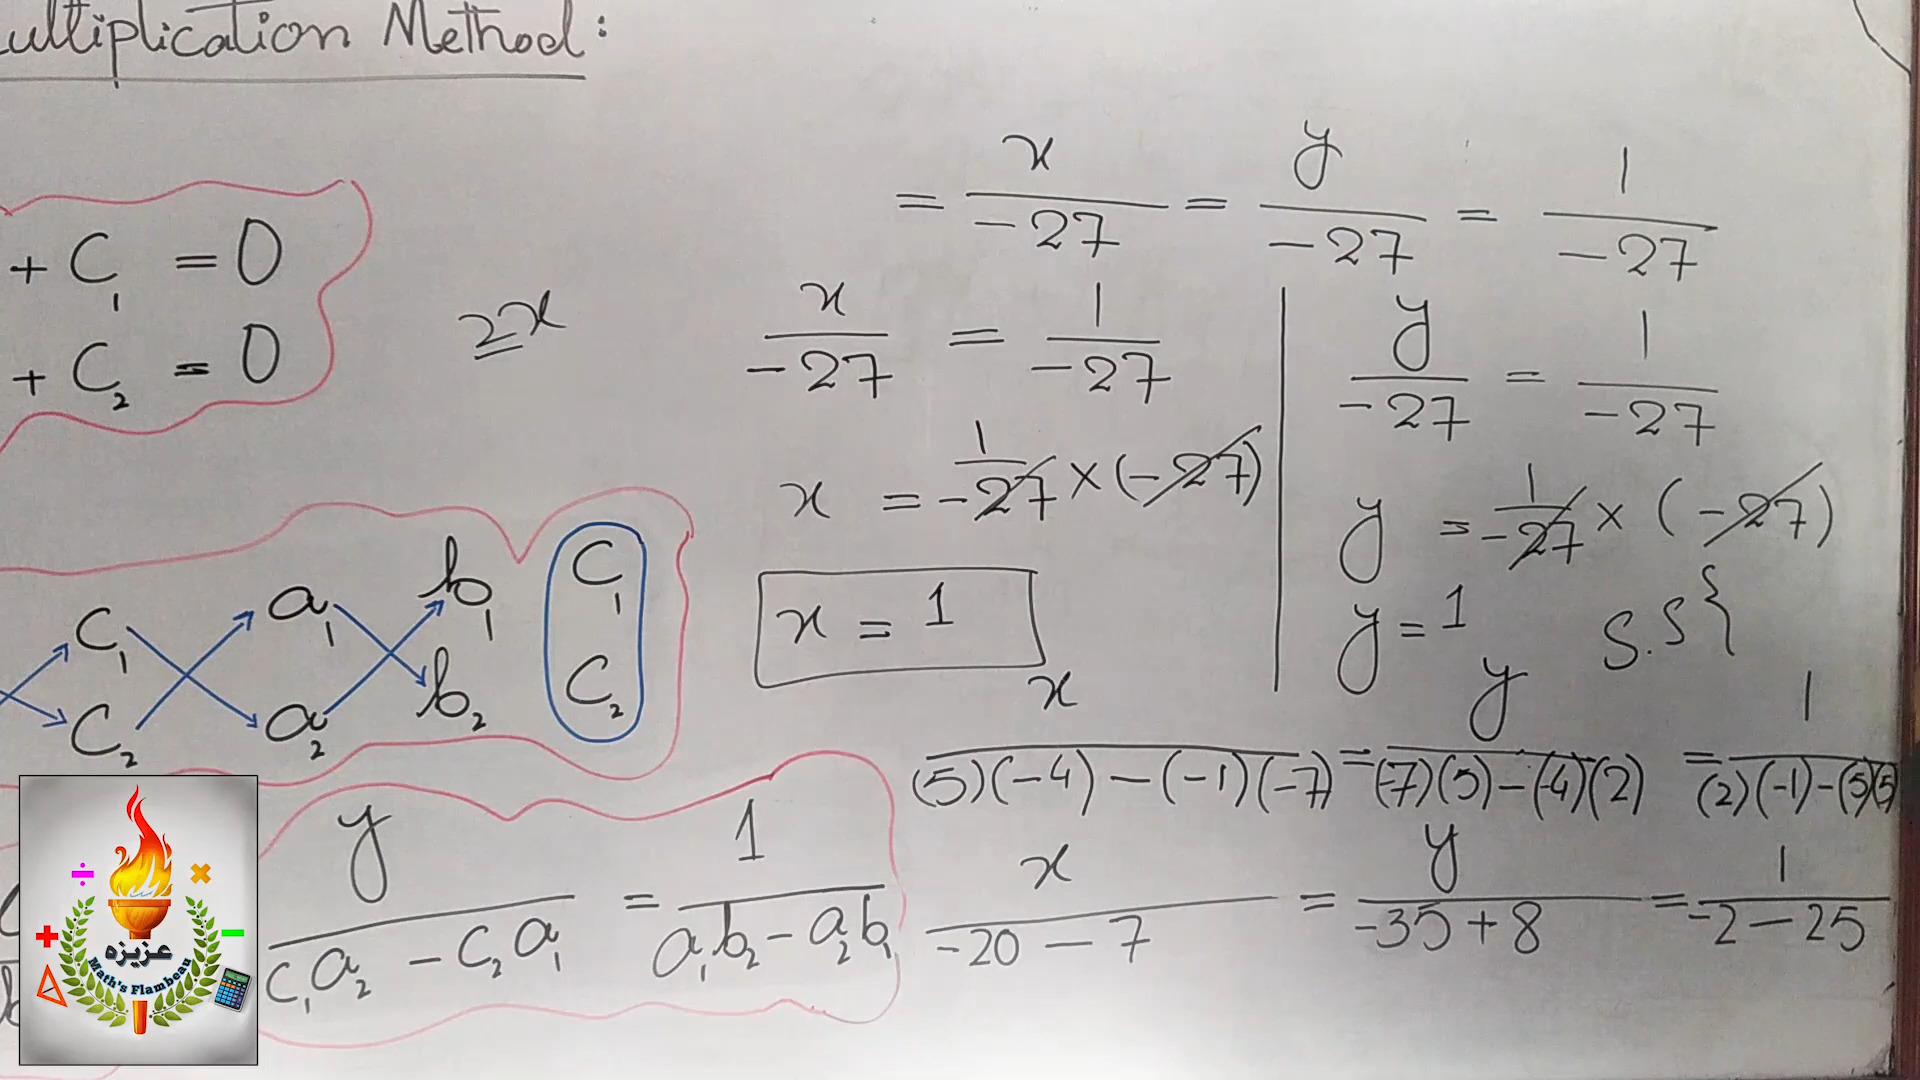 ultiplication Method:
+ C₁ = 0
+ C₂ = 0
2x
= x/-27 = y/-27 = 1/-27
x/-27 = 1/-27
x = 1/-27 × (-27)
x = 1
y/-27 = 1/-27
y = 1/-27 × (-27)
y = 1
S.S {
C₁ a₁ b₁ C₁
C₂ a₂ b₂ C₂
y/(C₁a₂ - C₂a₁) = 1/(a₁b₂ - a₂b₁)
x/((5)(-4) - (-1)(-7)) = y/((-7)(5) - (-4)(2)) = 1/((2)(-1) - (5)(5))
x/(-20 - 7) = y/(-35 + 8) = 1/(-2 - 25)
عزیزہ
Math's Flambeau